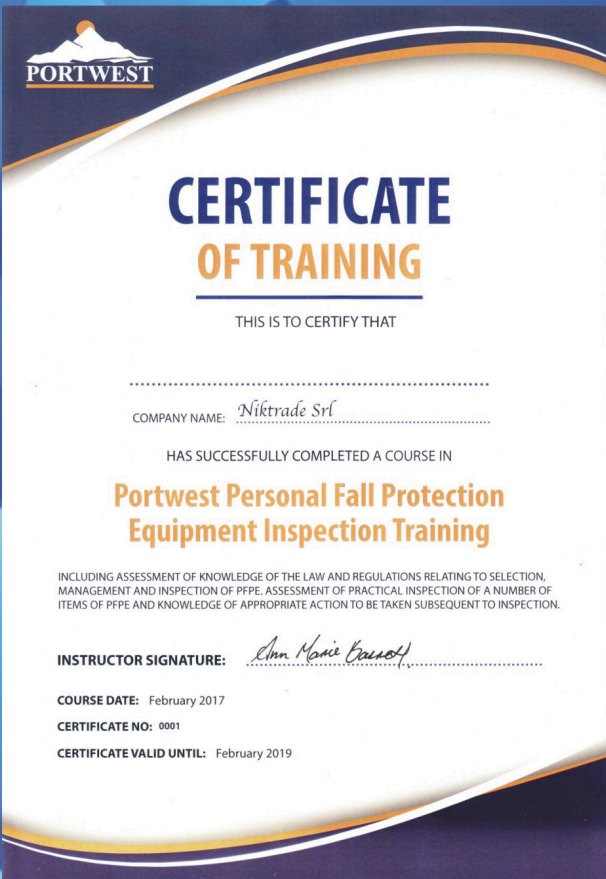 PORTWEST
CERTIFICATE
OF TRAINING
THIS IS TO CERTIFY THAT
COMPANY NAME: Niktrade Srl
HAS SUCCESSFULLY COMPLETED A COURSE IN
Portwest Personal Fall Protection
Equipment Inspection Training
INCLUDING ASSESSMENT OF KNOWLEDGE OF THE LAW AND REGULATIONS RELATING TO SELECTION,
MANAGEMENT AND INSPECTION OF PFPE. ASSESSMENT OF PRACTICAL INSPECTION OF A NUMBER OF
ITEMS OF PFPE AND KNOWLEDGE OF APPROPRIATE ACTION TO BE TAKEN SUBSEQUENT TO INSPECTION.
INSTRUCTOR SIGNATURE: Ann Marie
COURSE DATE: February 2017
CERTIFICATE NO: 0001
CERTIFICATE VALID UNTIL: February 2019